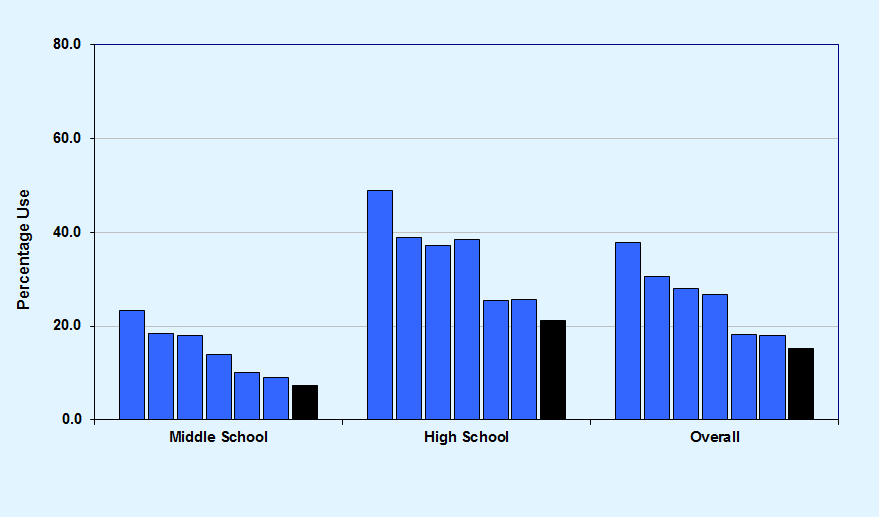 80.0
60.0
40.0
20.0
0.0
Percentage Use
Middle School
High School
Overall